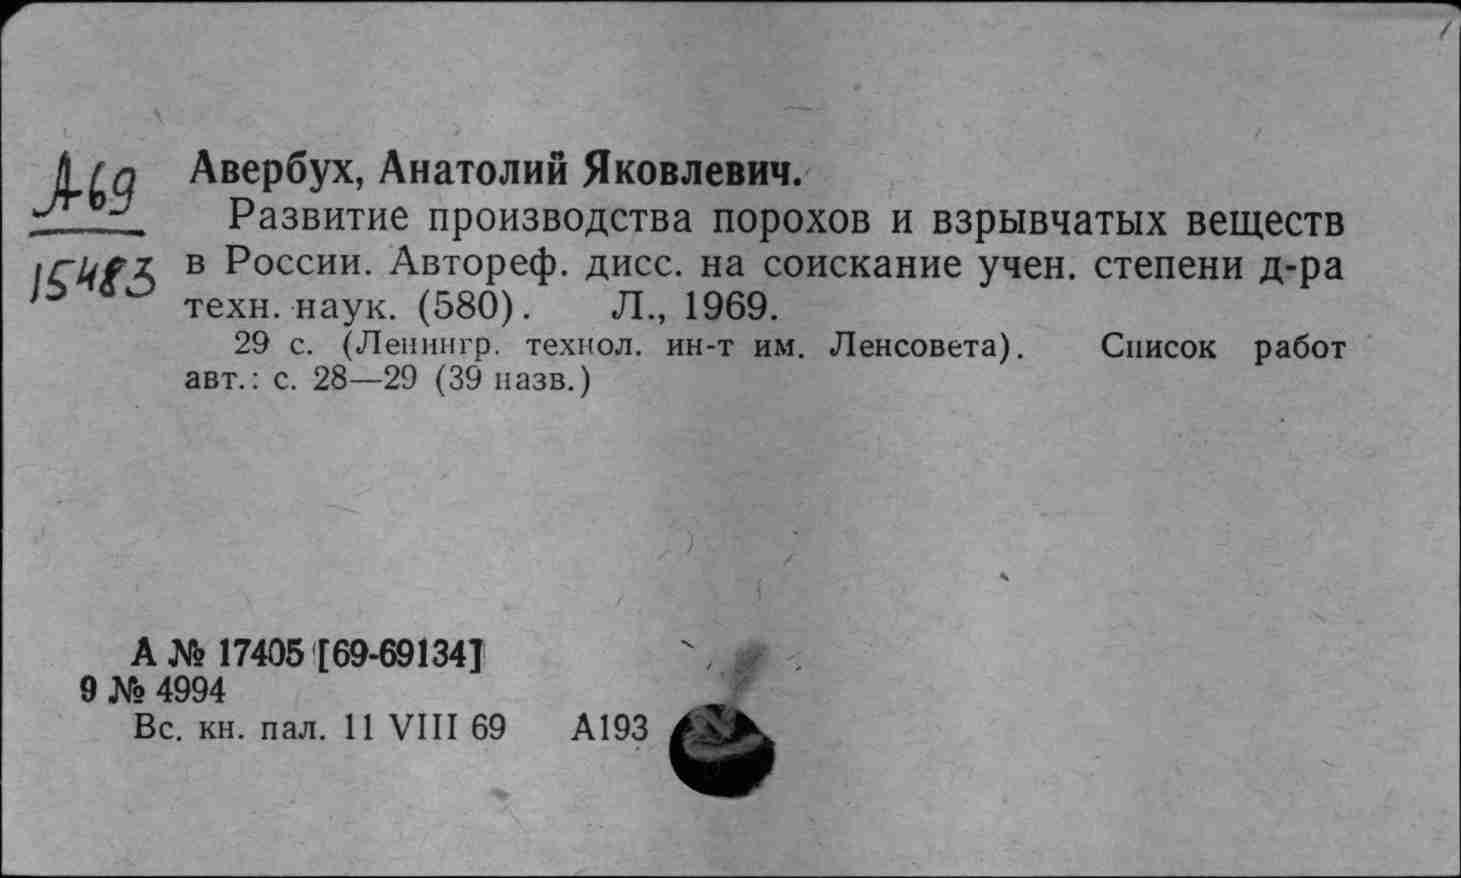 А69
15483
Авербух, Анатолий Яковлевич.
Развитие производства порохов и взрывчатых веществ
в России. Автореф. дисс. на соискание учен. степени д-ра
техн. наук. (580). Л., 1969.
29 с. (Ленингр. технол. ин-т им. Ленсовета). Список работ
авт.: с. 28—29 (39 назв.)
А № 17405 [69-69134]
9 № 4994
Вс. кн. пал. 11 VIII 69 А193